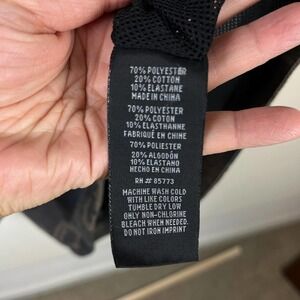 70% POLYESTER
20% COTTON
10% ELASTANE
MADE IN CHINA
70% POLYESTER
20% COTON
10% ELASTHANNE
FABRIQUÉ EN CHINE
70% POLIESTER
20% ALGODÓN
10% ELASTANO
HECHO EN CHINA
RN # 85773
MACHINE WASH COLD
WITH LIKE COLORS
TUMBLE DRY LOW
ONLY NON-CHLORINE
BLEACH WHEN NEEDED.
DO NOT IRON IMPRINT